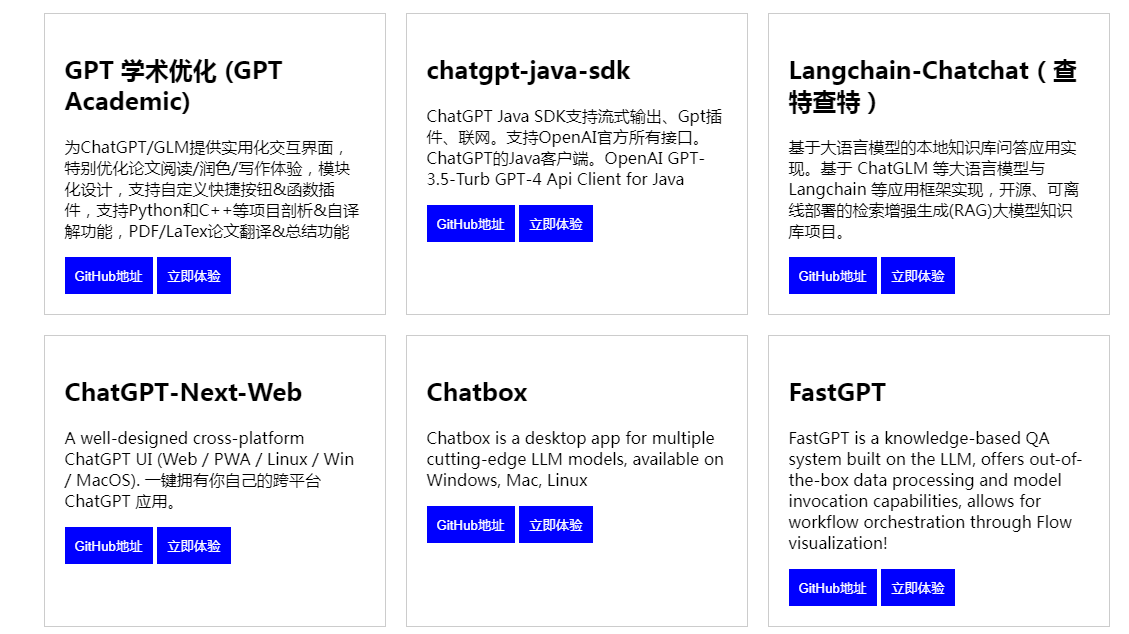 GPT 学术优化 (GPT
Academic)
为ChatGPT/GLM提供实用化交互界面，
特别优化论文阅读/润色/写作体验，模块
化设计，支持自定义快捷按钮&函数插
件，支持Python和C++等项目剖析&自译
解功能，PDF/LaTex论文翻译&总结功能
GitHub地址 立即体验
chatgpt-java-sdk
ChatGPT Java SDK支持流式输出、Gpt插
件、联网。支持OpenAI官方所有接口。
ChatGPT的Java客户端。OpenAI GPT-
3.5-Turb GPT-4 Api Client for Java
GitHub地址 立即体验
Langchain-Chatchat（查
特查特）
基于大语言模型的本地知识库问答应用实
现。基于 ChatGLM 等大语言模型与
Langchain 等应用框架实现，开源、可离
线部署的检索增强生成(RAG)大模型知识
库项目。
GitHub地址 立即体验
ChatGPT-Next-Web
A well-designed cross-platform
ChatGPT UI (Web / PWA / Linux / Win
/ MacOS). 一键拥有你自己的跨平台
ChatGPT 应用。
GitHub地址 立即体验
Chatbox
Chatbox is a desktop app for multiple
cutting-edge LLM models, available on
Windows, Mac, Linux
GitHub地址 立即体验
FastGPT
FastGPT is a knowledge-based QA
system built on the LLM, offers out-of-
the-box data processing and model
invocation capabilities, allows for
workflow orchestration through Flow
visualization!
GitHub地址 立即体验